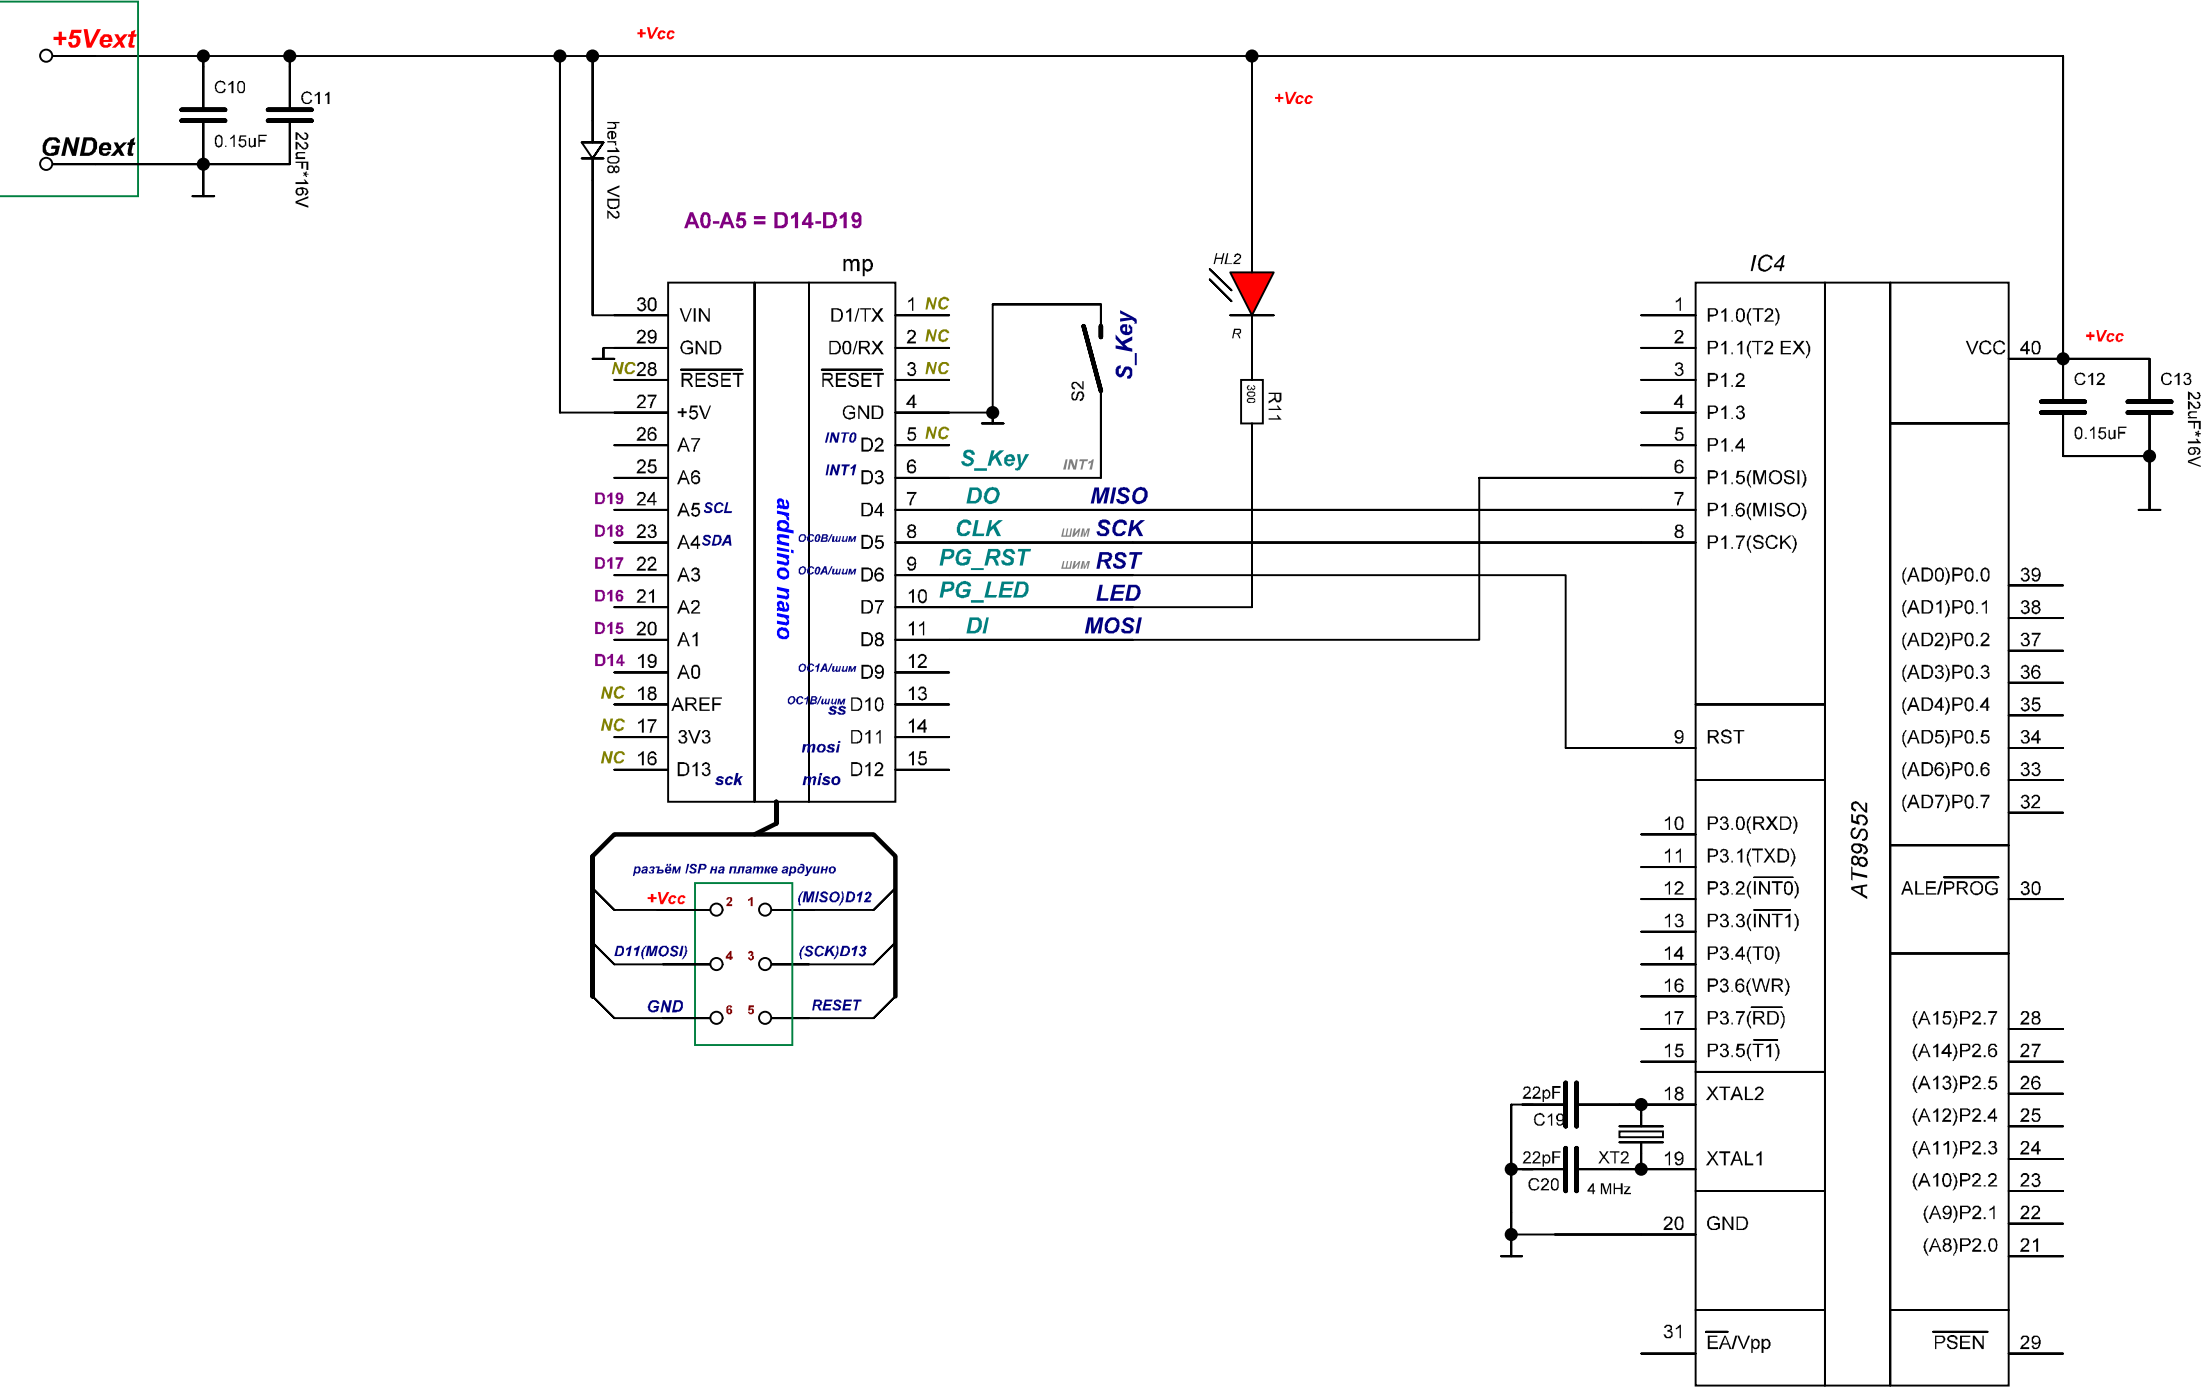 +5Vext
GNDext
C10
0.15uF
C11
22uF*16V
+Vcc
her108 VD2
+Vcc
A0-A5 = D14-D19
mp
30 VIN
29 GND
NC 28 RESET
27 +5V
26 A7
25 A6
D19 24 A5 SCL
D18 23 A4 SDA
D17 22 A3
D16 21 A2
D15 20 A1
D14 19 A0
NC 18 AREF
NC 17 3V3
NC 16 D13 sck
arduino nano
D1/TX 1 NC
D0/RX 2 NC
RESET 3 NC
GND 4
INT0 D2 5 NC
INT1 D3 6 S_Key INT1
D4 7 DO MISO
OC0B/шим D5 8 CLK шим SCK
OC0A/шим D6 9 PG_RST шим RST
D7 10 PG_LED LED
D8 11 DI MOSI
OC1A/шим D9 12
OC1B/шим ss D10 13
mosi D11 14
miso D12 15
S2
S_Key
HL2
R
300
R11
разъём ISP на платке ардуино
+Vcc 2 1 (MISO)D12
D11(MOSI) 4 3 (SCK)D13
GND 6 5 RESET
IC4
AT89S52
1 P1.0(T2)
2 P1.1(T2 EX)
3 P1.2
4 P1.3
5 P1.4
6 P1.5(MOSI)
7 P1.6(MISO)
8 P1.7(SCK)
9 RST
10 P3.0(RXD)
11 P3.1(TXD)
12 P3.2(INT0)
13 P3.3(INT1)
14 P3.4(T0)
16 P3.6(WR)
17 P3.7(RD)
15 P3.5(T1)
18 XTAL2
19 XTAL1
20 GND
31 EA/Vpp
22pF
C19
22pF
C20
XT2
4 MHz
VCC 40
+Vcc
C12
0.15uF
C13
22uF*16V
(AD0)P0.0 39
(AD1)P0.1 38
(AD2)P0.2 37
(AD3)P0.3 36
(AD4)P0.4 35
(AD5)P0.5 34
(AD6)P0.6 33
(AD7)P0.7 32
ALE/PROG 30
(A15)P2.7 28
(A14)P2.6 27
(A13)P2.5 26
(A12)P2.4 25
(A11)P2.3 24
(A10)P2.2 23
(A9)P2.1 22
(A8)P2.0 21
PSEN 29